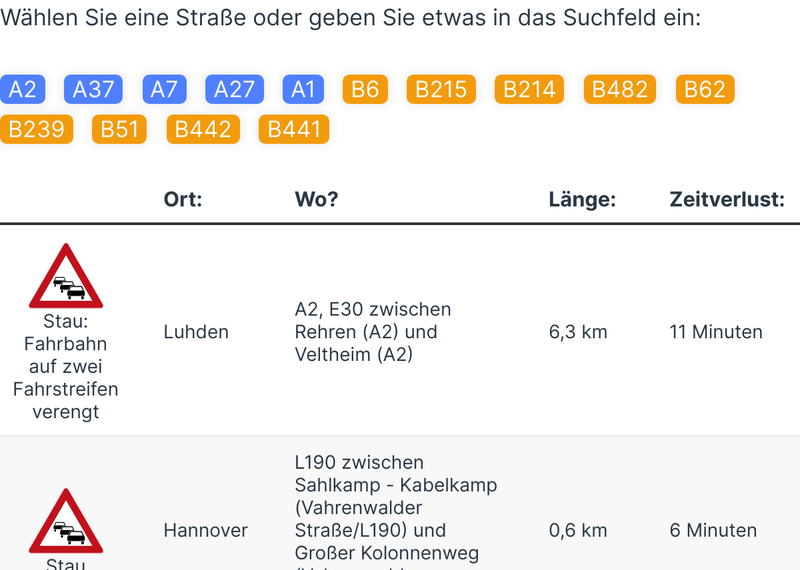 Wählen Sie eine Straße oder geben Sie etwas in das Suchfeld ein:
A2 A37 A7 A27 A1 B6 B215 B214 B482 B62
B239 B51 B442 B441
Ort: Wo? Länge: Zeitverlust:
Stau:
Fahrbahn
auf zwei
Fahrstreifen
verengt
Luhden
A2, E30 zwischen
Rehren (A2) und
Veltheim (A2)
6,3 km
11 Minuten
Stau
Hannover
L190 zwischen
Sahlkamp - Kabelkamp
(Vahrenwalder
Straße/L190) und
Großer Kolonnenweg
0,6 km
6 Minuten